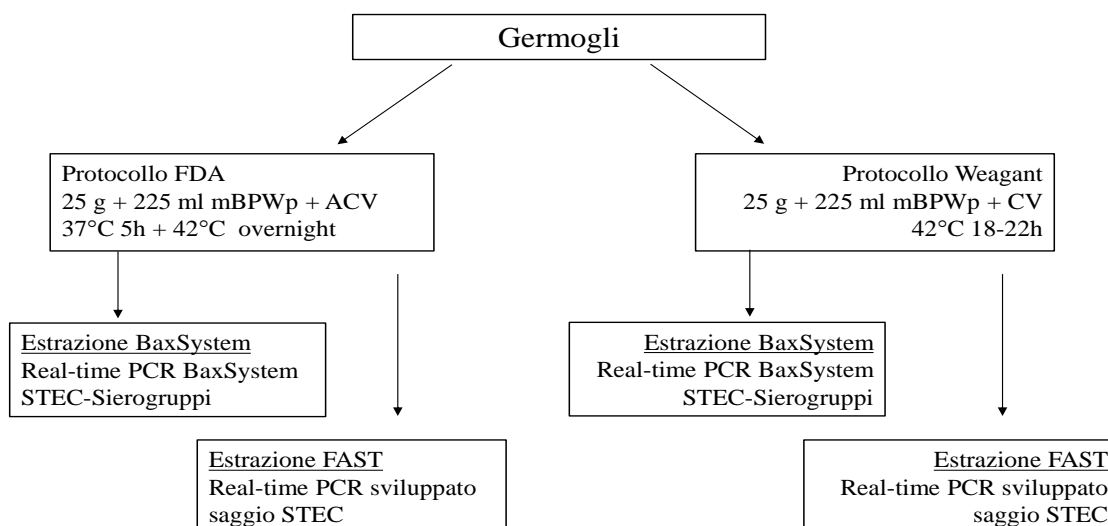 Germogli
Protocollo FDA
25 g + 225 ml mBPWp + ACV
37°C 5h + 42°C overnight
Protocollo Weagant
25 g + 225 ml mBPWp + CV
42°C 18-22h
Estrazione BaxSystem
Real-time PCR BaxSystem
STEC-Sierogruppi
Estrazione BaxSystem
Real-time PCR BaxSystem
STEC-Sierogruppi
Estrazione FAST
Real-time PCR sviluppato
saggio STEC
Estrazione FAST
Real-time PCR sviluppato
saggio STEC